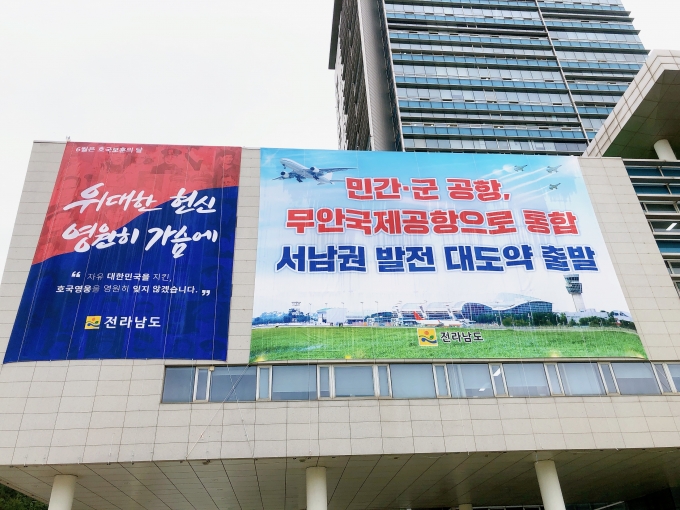 6월은 호국보훈의 달
위대한 헌신
영원히 가슴에
“ 자유 대한민국을 지킨,
호국영웅을 영원히 잊지 않겠습니다. ”
전라남도
민간·군 공항,
무안국제공항으로 통합
서남권 발전 대도약 출발
전라남도